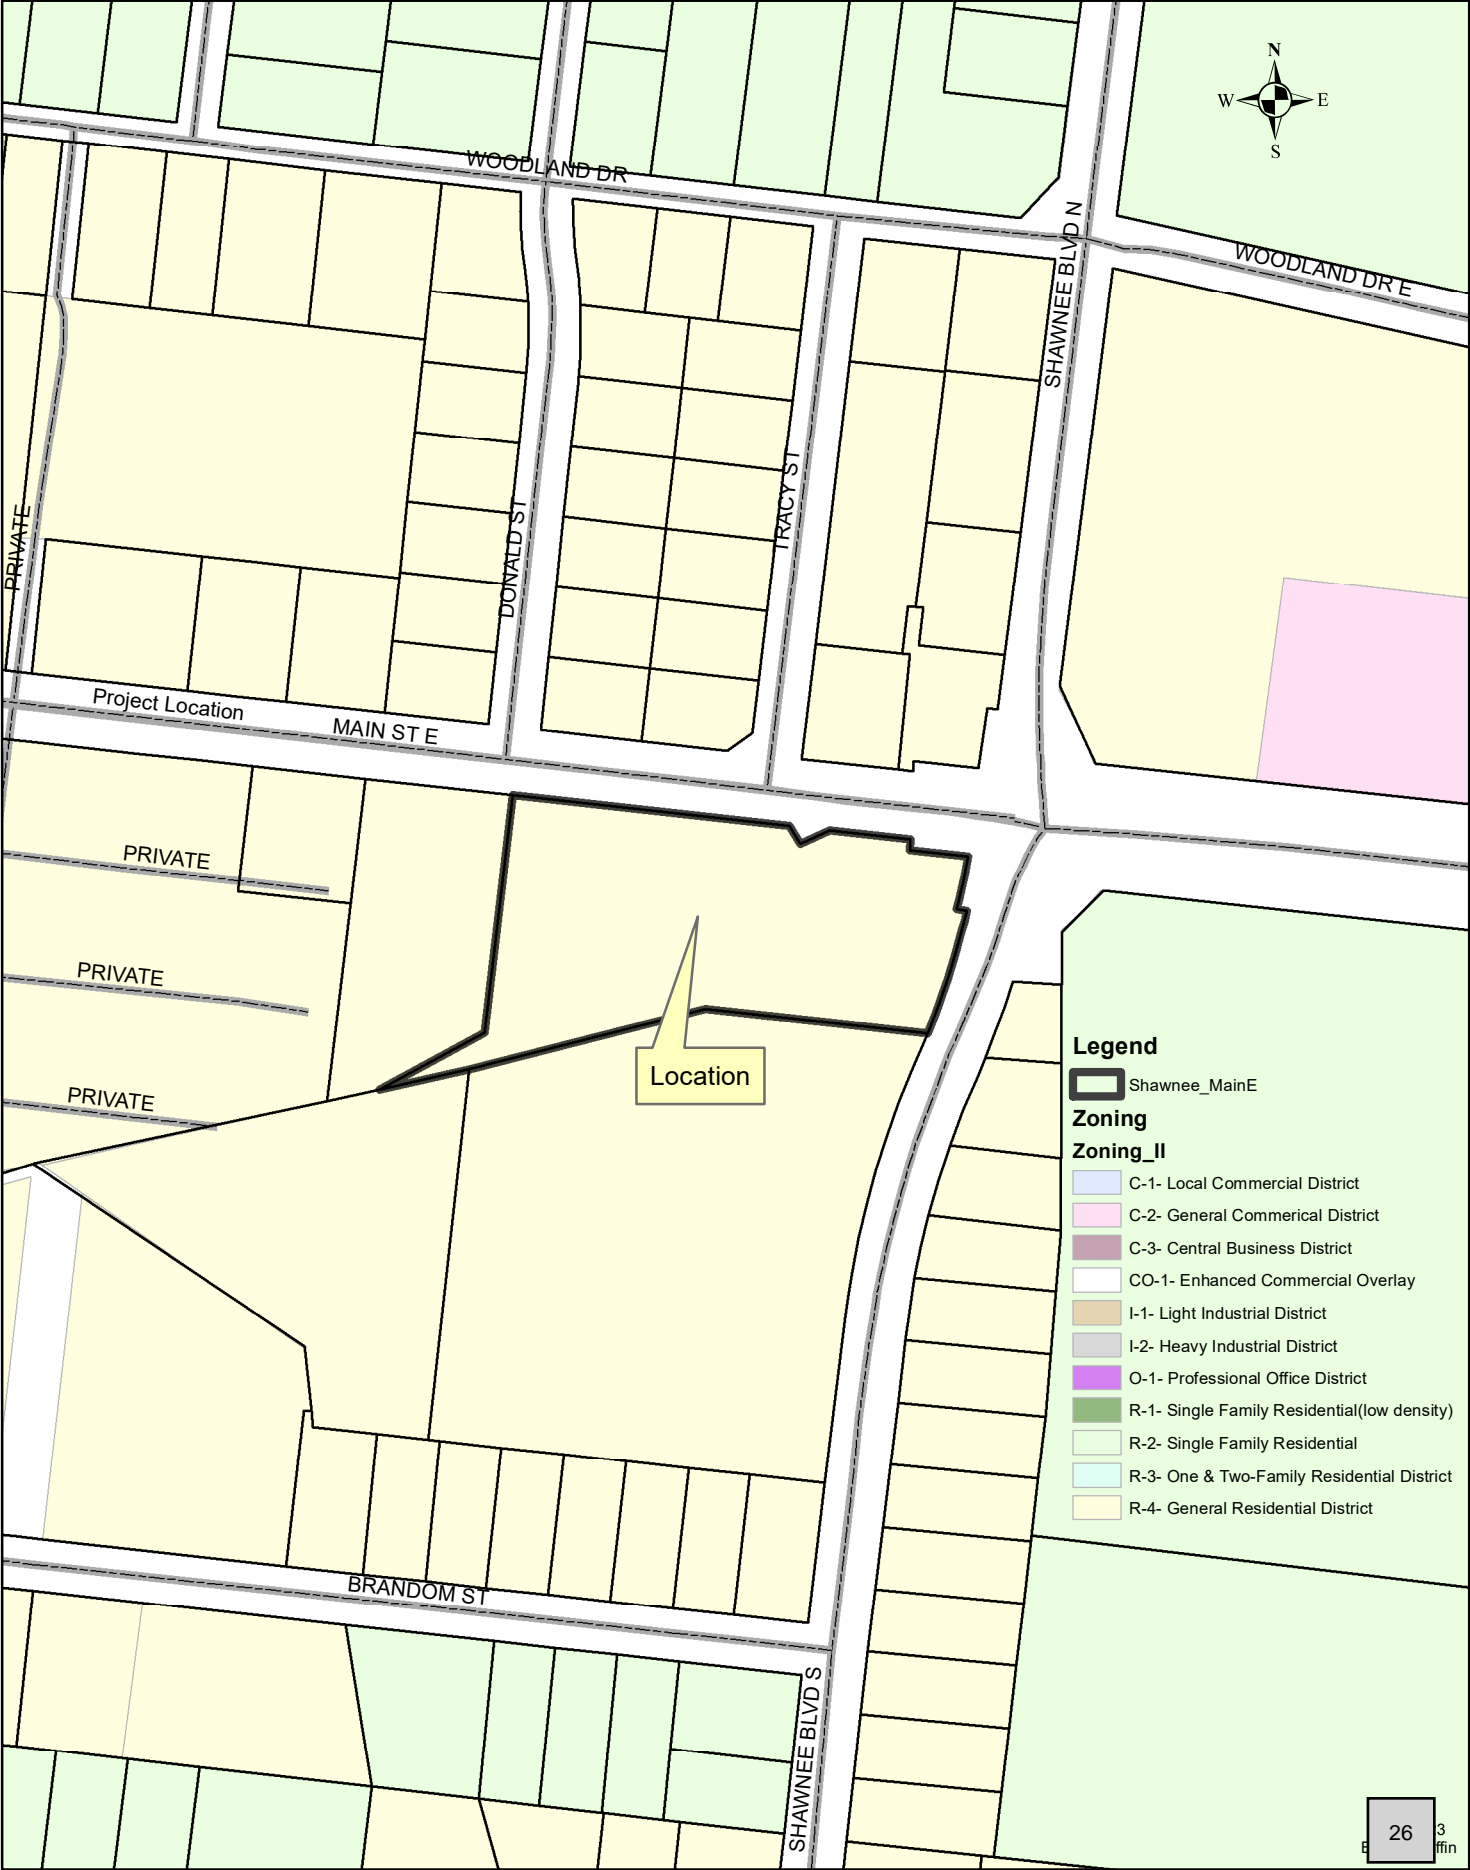 N
W E
S
WOODLAND DR
SHAWNEE BLVD N
WOODLAND DR E
PRIVATE
DONALD ST
TRACY ST
Project Location
MAIN ST E
PRIVATE
PRIVATE
PRIVATE
Location
Legend
Shawnee_MainE
Zoning
Zoning_II
C-1- Local Commercial District
C-2- General Commerical District
C-3- Central Business District
CO-1- Enhanced Commercial Overlay
I-1- Light Industrial District
I-2- Heavy Industrial District
O-1- Professional Office District
R-1- Single Family Residential(low density)
R-2- Single Family Residential
R-3- One & Two-Family Residential District
R-4- General Residential District
BRANDOM ST
SHAWNEE BLVD S
26